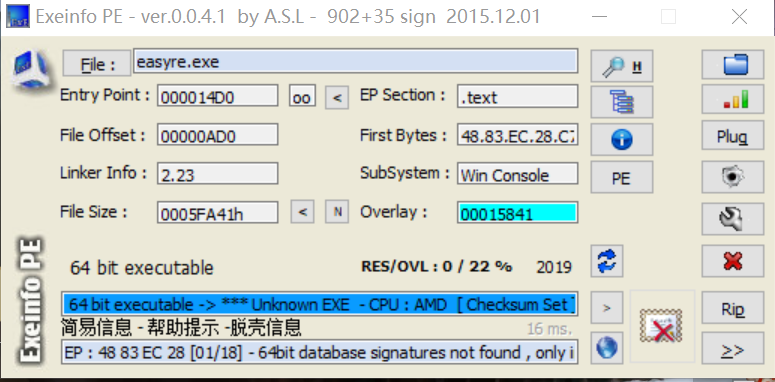 Exeinfo PE - ver.0.0.4.1 by A.S.L - 902+35 sign 2015.12.01
File : easyre.exe H
Entry Point : 000014D0 oo < EP Section : .text
File Offset : 00000AD0 First Bytes : 48.83.EC.28.C7 Plug
Linker Info : 2.23 SubSystem : Win Console PE
File Size : 0005FA41h < N Overlay : 00015841
64 bit executable RES/OVL : 0 / 22 % 2019
64 bit executable -> *** Unknown EXE - CPU : AMD [ Checksum Set ] > Rip
简易信息 - 帮助提示 -脱壳信息 16 ms.
EP : 48 83 EC 28 [01/18] - 64bit database signatures not found , only i >>
Exeinfo PE